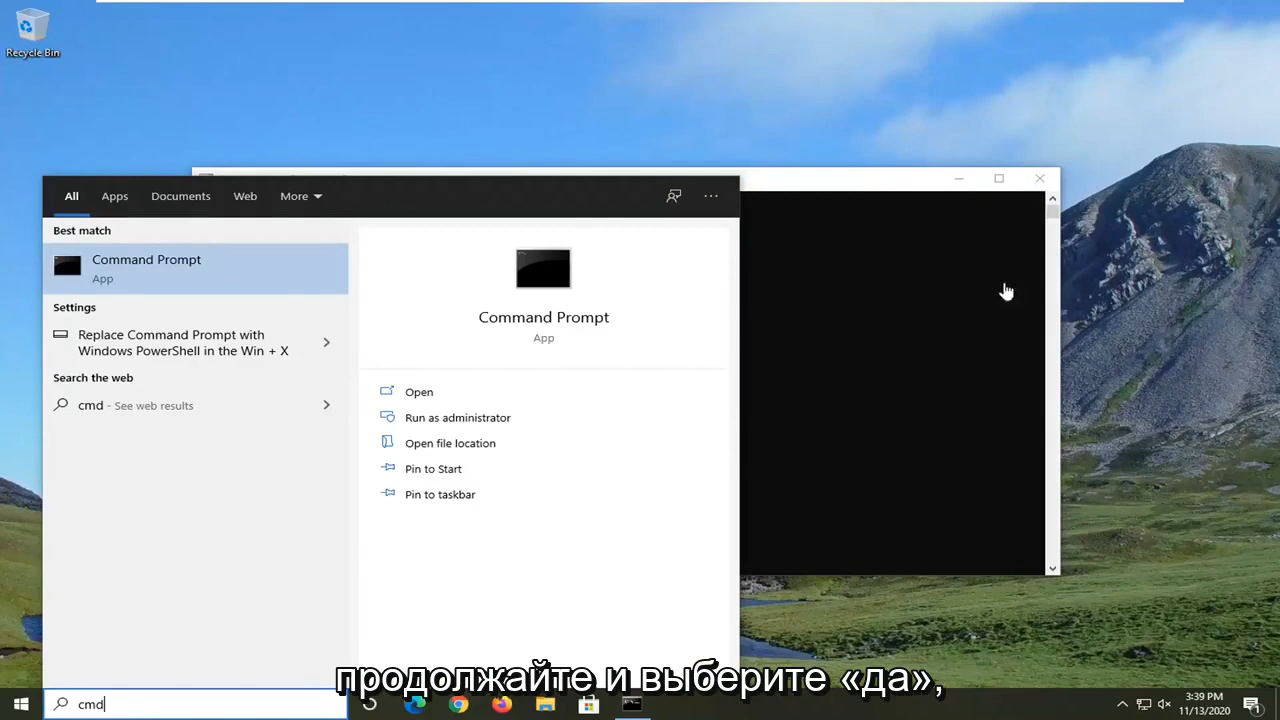 Recycle Bin
All Apps Documents Web More
Best match
Command Prompt
App
Settings
Replace Command Prompt with
Windows PowerShell in the Win + X
Search the web
cmd - See web results
Command Prompt
App
Open
Run as administrator
Open file location
Pin to Start
Pin to taskbar
продолжайте и выберите «да»,
cmd
3:39 PM
11/13/2020
1